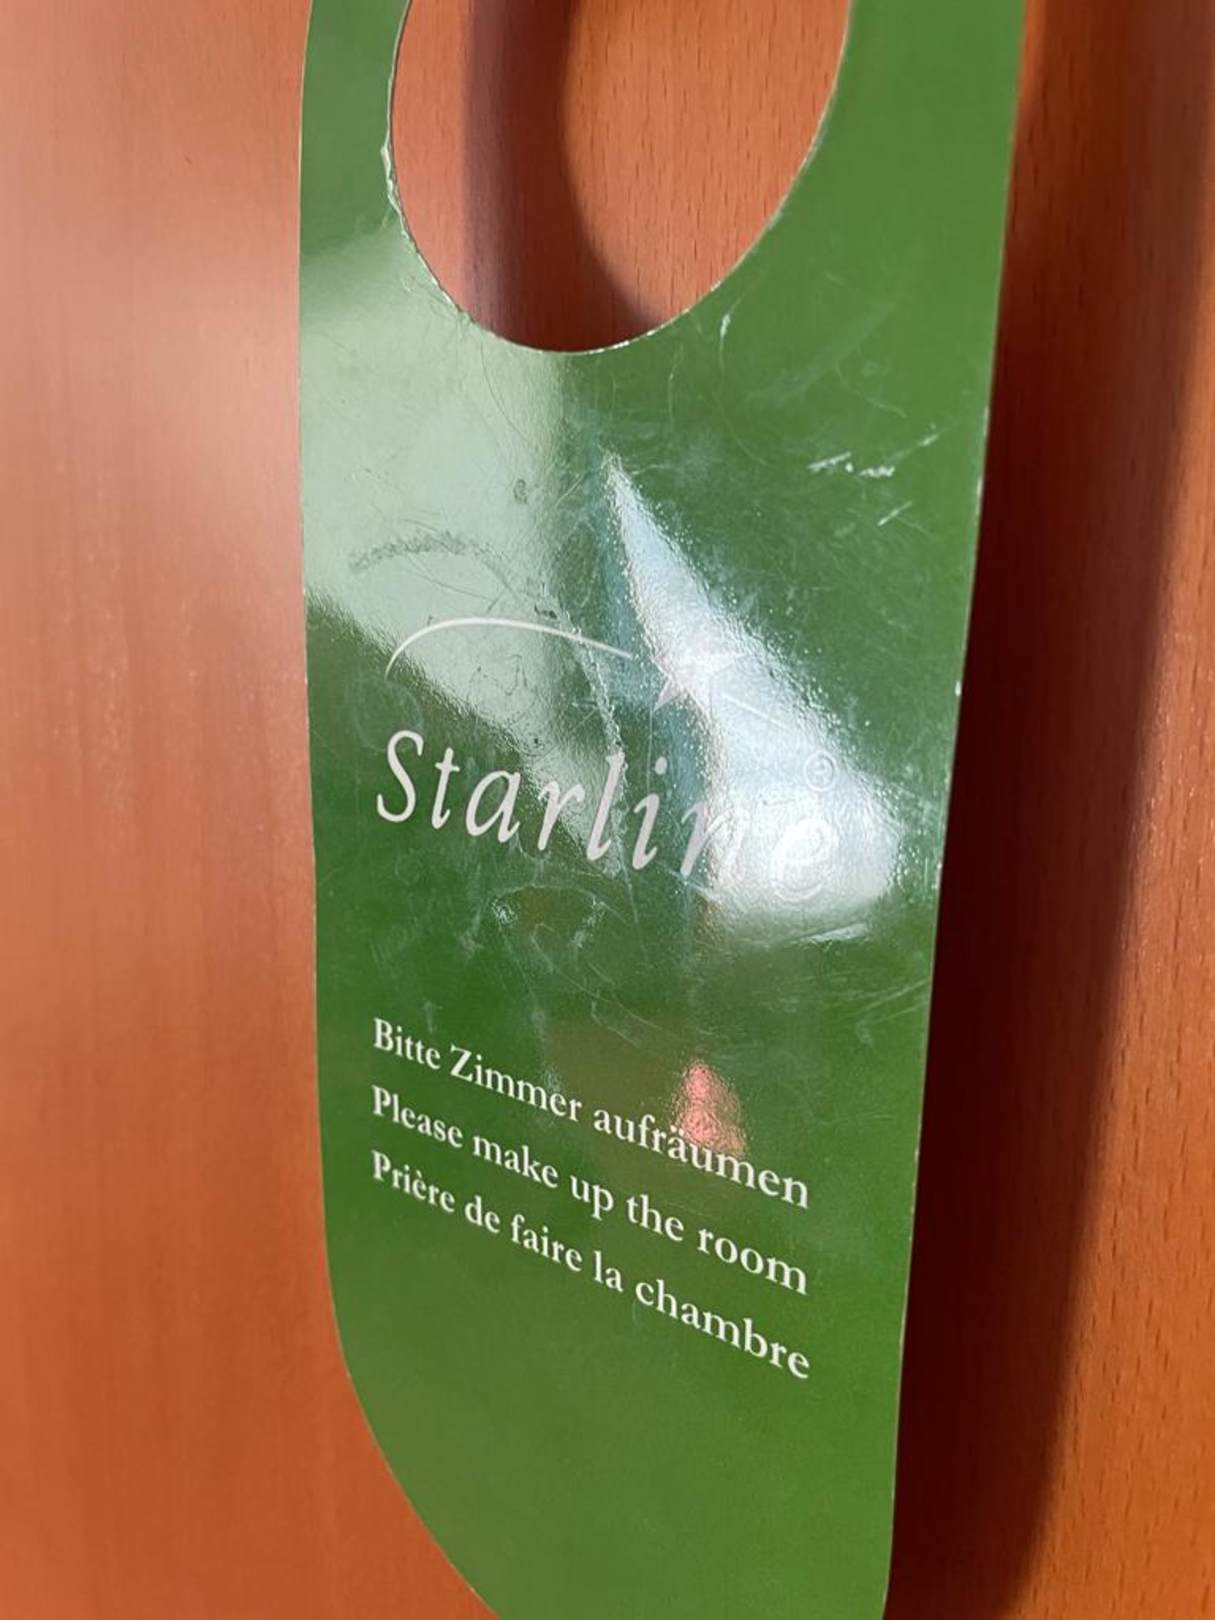 Starline®
Bitte Zimmer aufräumen
Please make up the room
Prière de faire la chambre